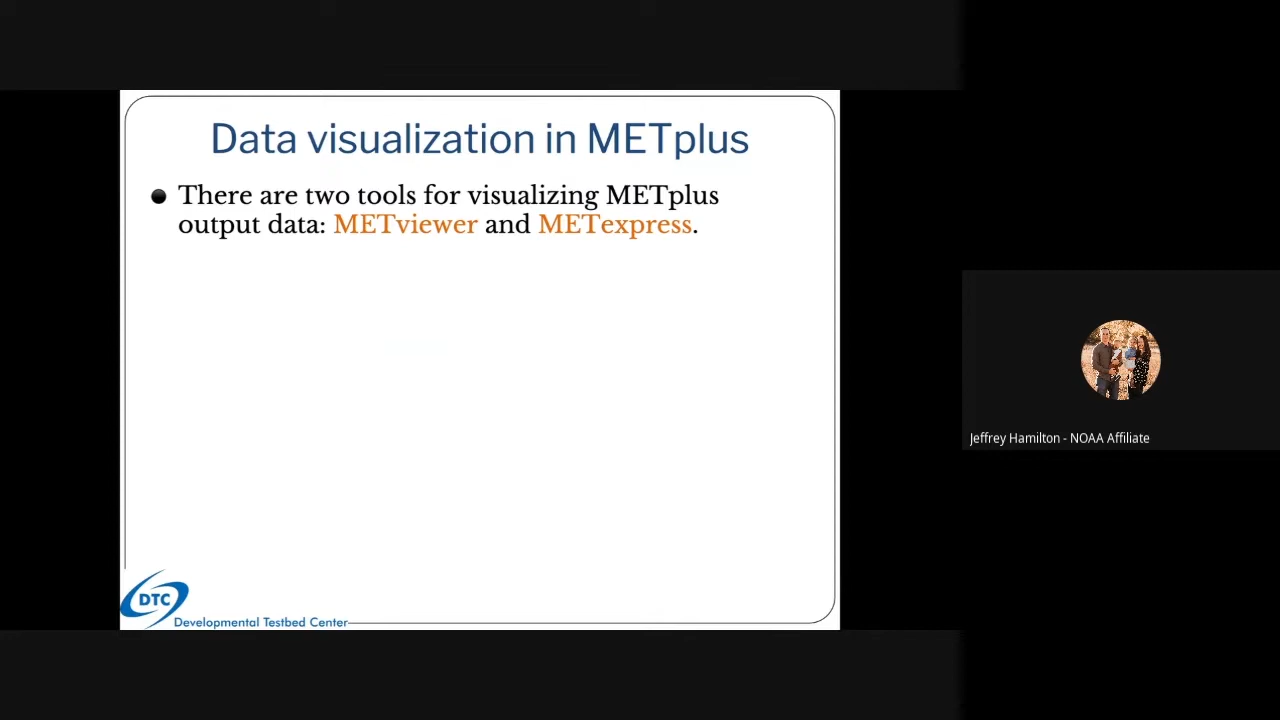 Data visualization in METplus
There are two tools for visualizing METplus
output data: METviewer and METexpress.
DTC
Developmental Testbed Center
Jeffrey Hamilton - NOAA Affiliate